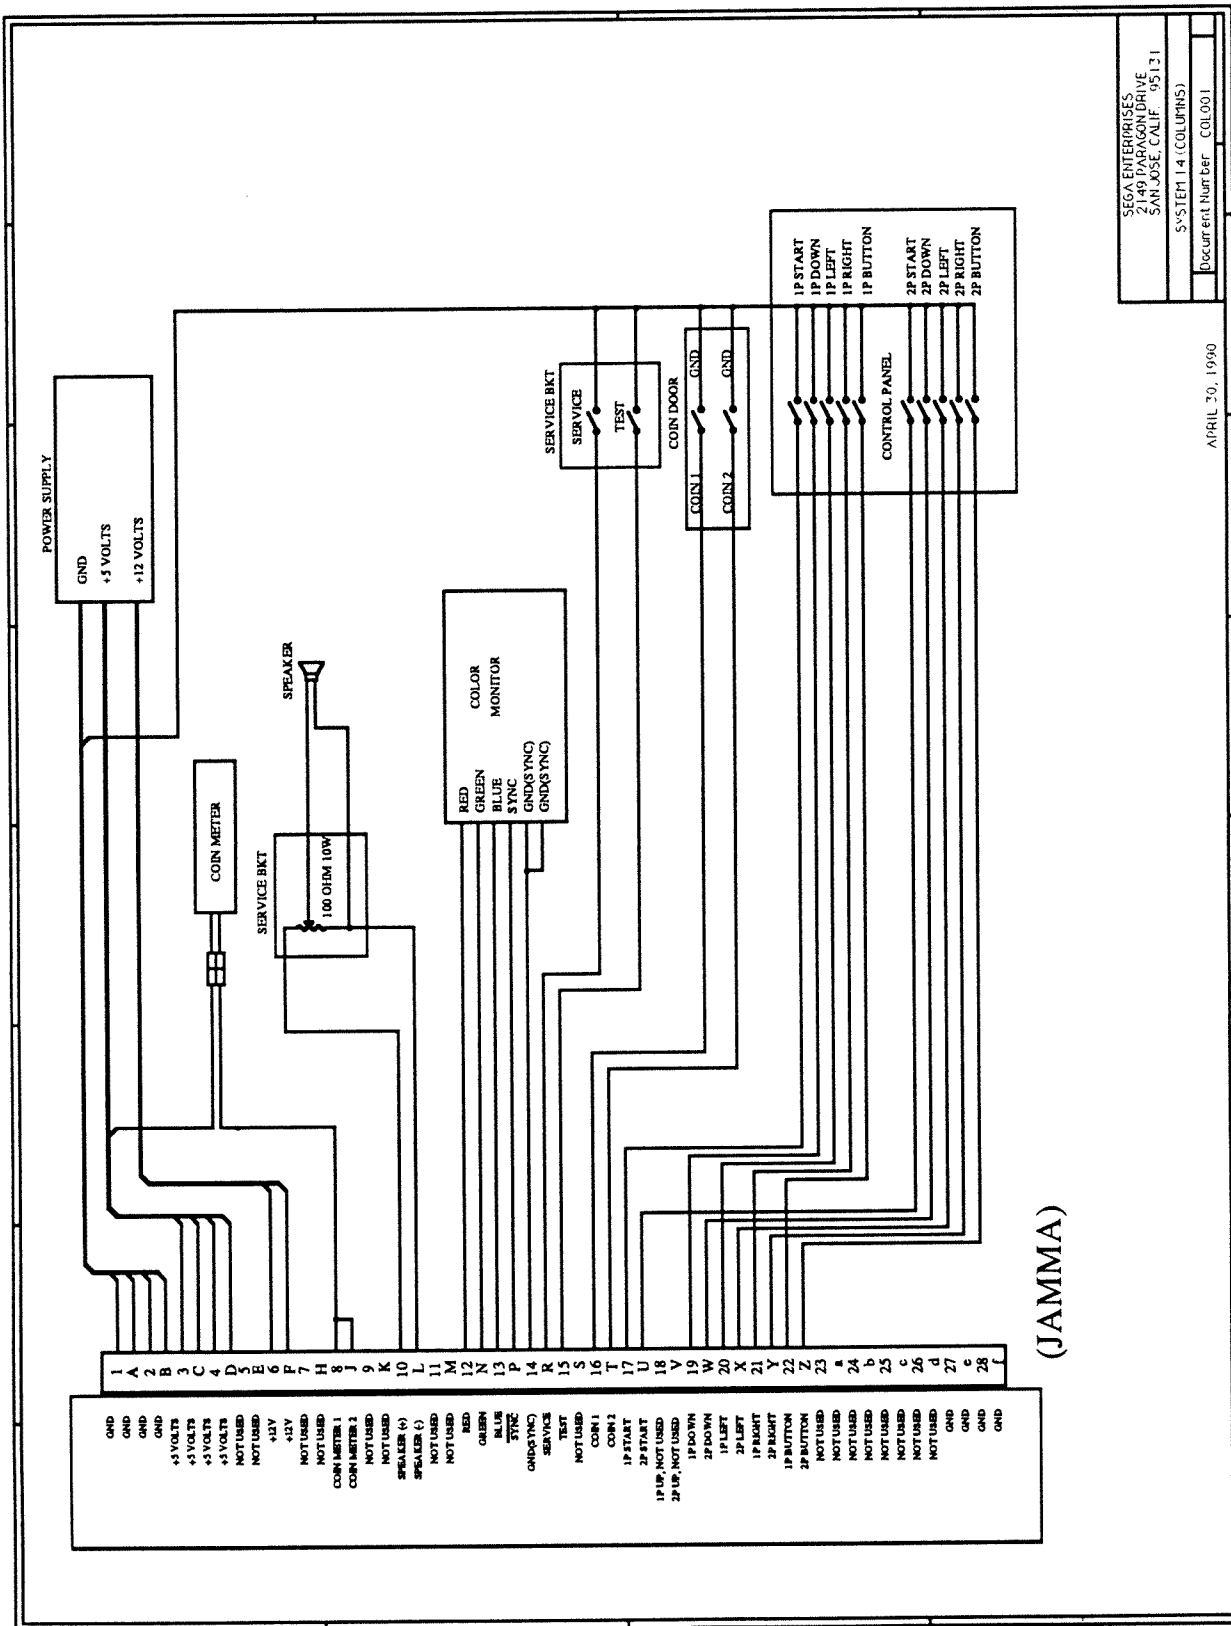 SEGA ENTERPRISES
2149 PARAGON DRIVE
SAN JOSE, CALIF. 95131
SYSTEM 14 (COLUMNS)
Document Number COL001
APRIL 30, 1990
POWER SUPPLY
GND
+5 VOLTS
+12 VOLTS
COIN METER
SERVICE BKT
100 OHM 10W
SPEAKER
COLOR
MONITOR
RED
GREEN
BLUE
SYNC
GND(SYNC)
GND(SYNC)
SERVICE BKT
SERVICE
TEST
COIN DOOR
COIN 1
GND
COIN 2
GND
CONTROL PANEL
1P START
1P DOWN
1P LEFT
1P RIGHT
1P BUTTON
2P START
2P DOWN
2P LEFT
2P RIGHT
2P BUTTON
GND 1
GND A
GND 2
GND B
+5 VOLTS 3
+5 VOLTS C
+5 VOLTS 4
+5 VOLTS D
NOT USED 5
NOT USED E
+12V 6
+12V F
NOT USED 7
NOT USED H
COIN METER 1 8
COIN METER 2 J
NOT USED 9
NOT USED K
SPEAKER (+) 10
SPEAKER (-) L
NOT USED 11
NOT USED M
RED 12
GREEN N
BLUE 13
SYNC P
GND(SYNC) 14
SERVICE R
TEST 15
NOT USED S
COIN 1 16
COIN 2 T
1P START 17
2P START U
1P UP, NOT USED 18
2P UP, NOT USED V
1P DOWN 19
2P DOWN W
1P LEFT 20
2P LEFT X
1P RIGHT 21
2P RIGHT Y
1P BUTTON 22
2P BUTTON Z
NOT USED 23
NOT USED a
NOT USED 24
NOT USED b
NOT USED 25
NOT USED c
NOT USED 26
NOT USED d
GND 27
GND e
GND 28
GND f
(JAMMA)